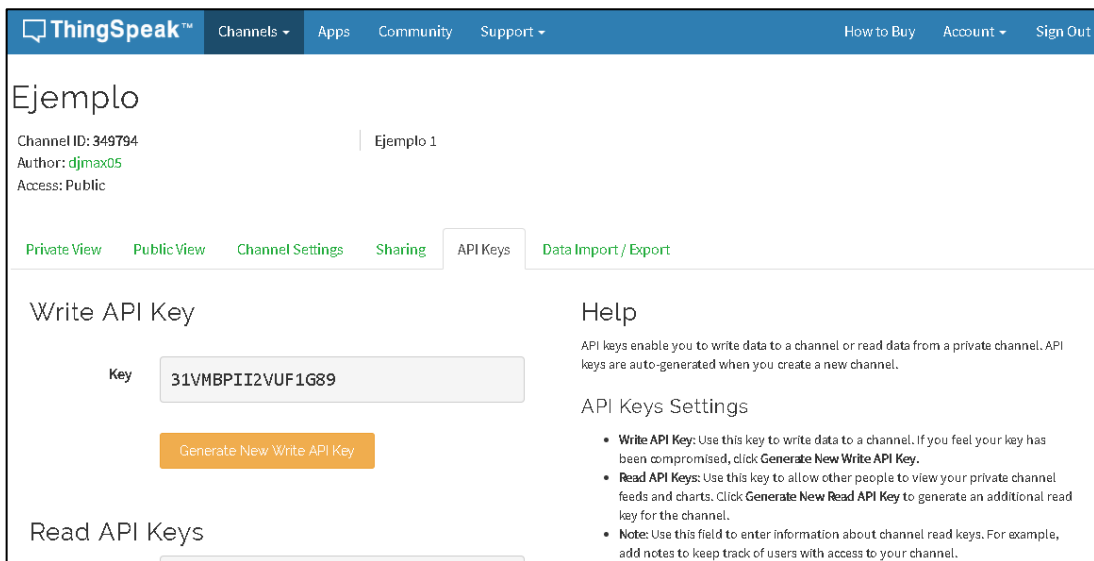 ThingSpeak™ Channels Apps Community Support How to Buy Account Sign Out
Ejemplo
Channel ID: 349794
Author: djmax05
Access: Public
Ejemplo 1
Private View Public View Channel Settings Sharing API Keys Data Import / Export
Write API Key
Key 31VMBPII2VUF1G89
Generate New Write API Key
Read API Keys
Help
API keys enable you to write data to a channel or read data from a private channel. API
keys are auto-generated when you create a new channel.
API Keys Settings
• Write API Key: Use this key to write data to a channel. If you feel your key has
been compromised, click Generate New Write API Key.
• Read API Keys: Use this key to allow other people to view your private channel
feeds and charts. Click Generate New Read API Key to generate an additional read
key for the channel.
• Note: Use this field to enter information about channel read keys. For example,
add notes to keep track of users with access to your channel.